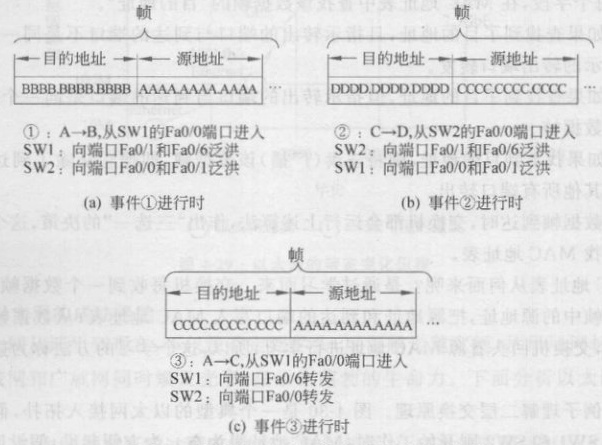 帧
目的地址 源地址
BBBB.BBBB.BBBB AAAA.AAAA.AAAA …
①：A→B,从SW1的Fa0/0端口进入
SW1：向端口Fa0/1和Fa0/6泛洪
SW2：向端口Fa0/0和Fa0/1泛洪
(a) 事件①进行时
帧
目的地址 源地址
DDDD.DDDD.DDDD CCCC.CCCC.CCCC …
②：C→D,从SW2的Fa0/0端口进入
SW2：向端口Fa0/1和Fa0/6泛洪
SW1：向端口Fa0/0和Fa0/1泛洪
(b) 事件②进行时
帧
目的地址 源地址
CCCC.CCCC.CCCC AAAA.AAAA.AAAA …
③：A→C,从SW1的Fa0/0端口进入
SW1：向端口Fa0/6转发
SW2：向端口Fa0/0转发
(c) 事件③进行时